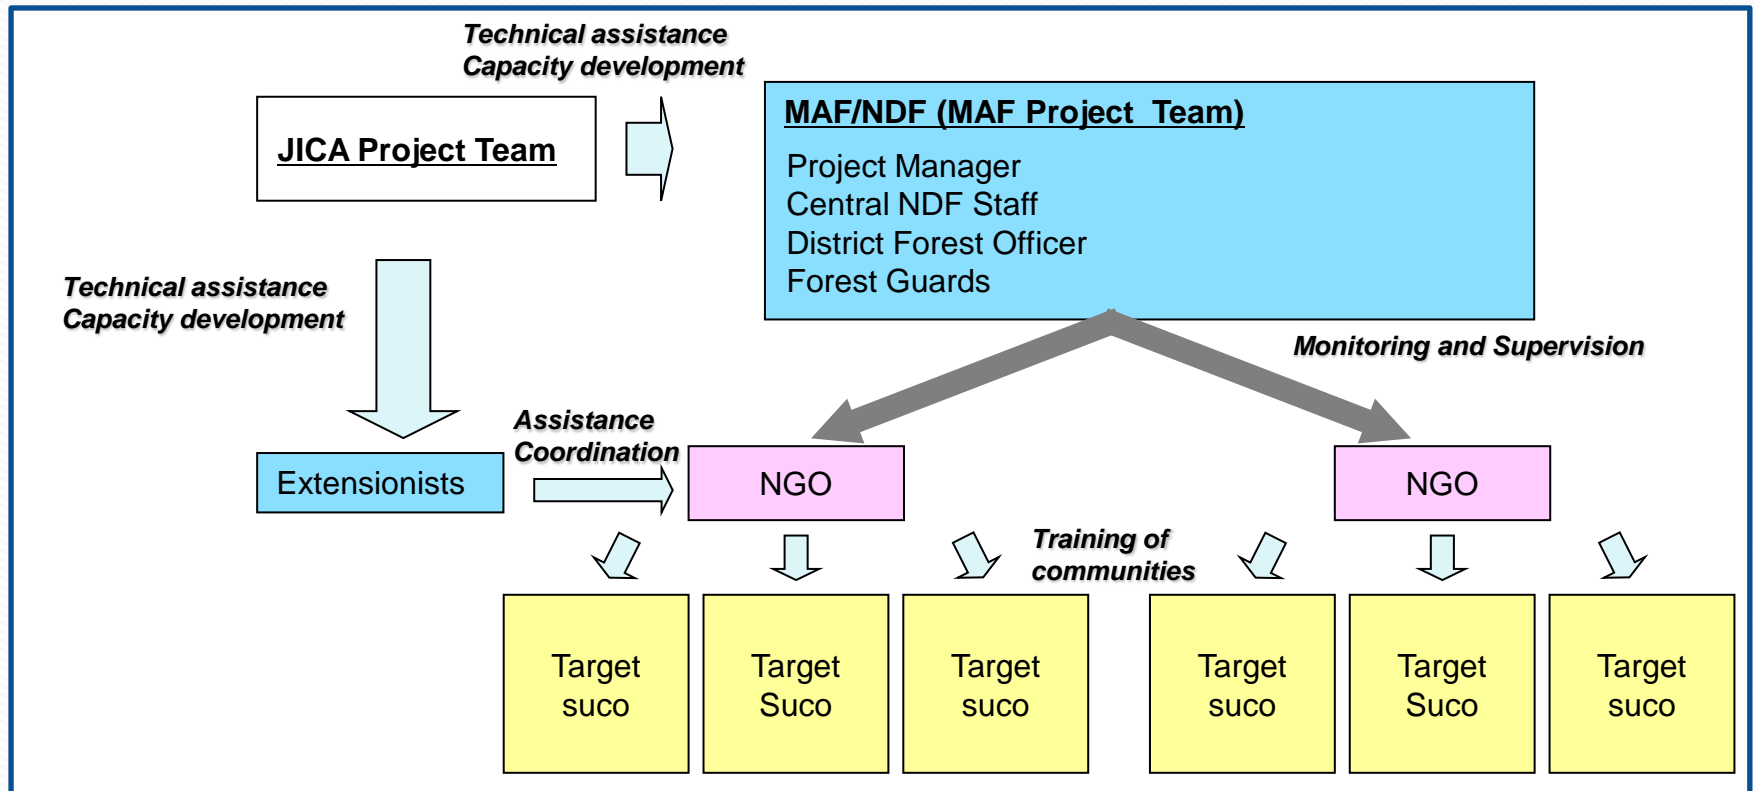 Technical assistance
Capacity development
JICA Project Team
MAF/NDF (MAF Project  Team)
Project Manager
Central NDF Staff
District Forest Officer
Forest Guards
Technical assistance
Capacity development
Monitoring and Supervision
Assistance
Coordination
Extensionists
NGO
NGO
Training of
communities
Target
suco
Target
Suco
Target
suco
Target
suco
Target
Suco
Target
suco